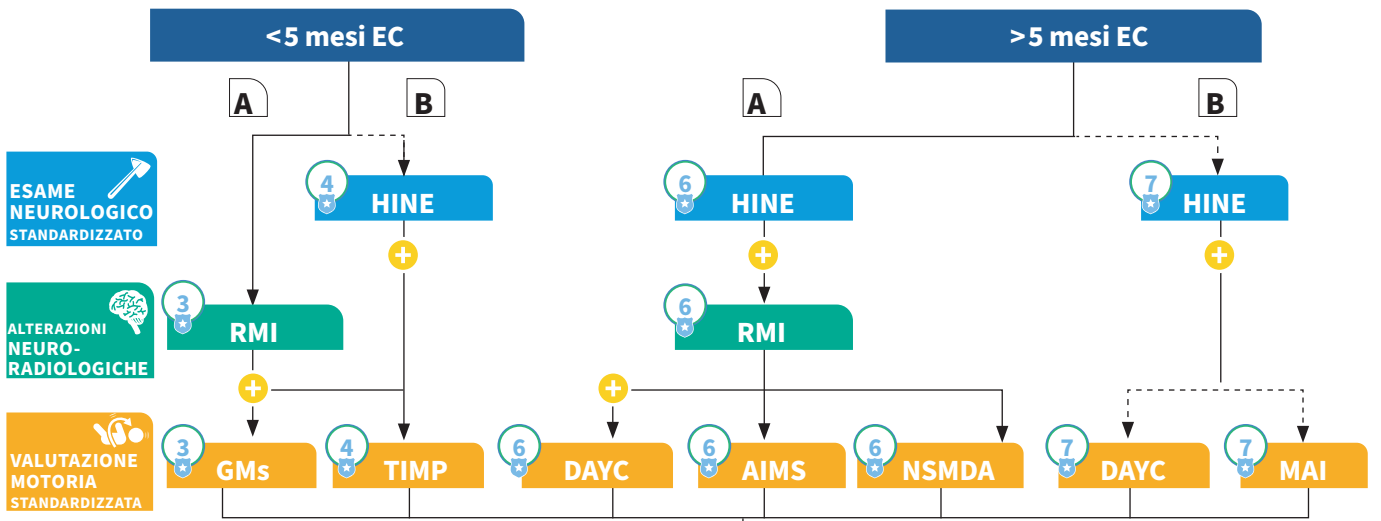 <5 mesi EC
>5 mesi EC
A
B
A
B
ESAME
NEUROLOGICO
STANDARDIZZATO
4
HINE
6
HINE
7
HINE
+
+
+
ALTERAZIONI
NEURO-
RADIOLOGICHE
3
RMI
6
RMI
+
+
VALUTAZIONE
MOTORIA
STANDARDIZZATA
3
GMs
4
TIMP
6
DAYC
6
AIMS
6
NSMDA
7
DAYC
7
MAI